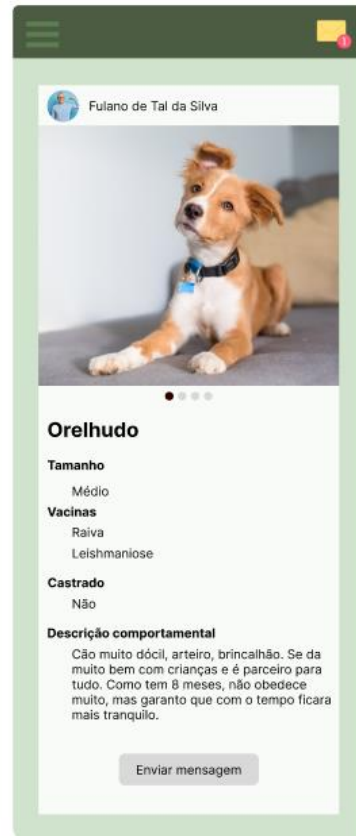 1
Fulano de Tal da Silva
Orelhudo
Tamanho
Médio
Vacinas
Raiva
Leishmaniose
Castrado
Não
Descrição comportamental
Cão muito dócil, arteiro, brincalhão. Se da
muito bem com crianças e é parceiro para
tudo. Como tem 8 meses, não obedece
muito, mas garanto que com o tempo ficara
mais tranquilo.
Enviar mensagem